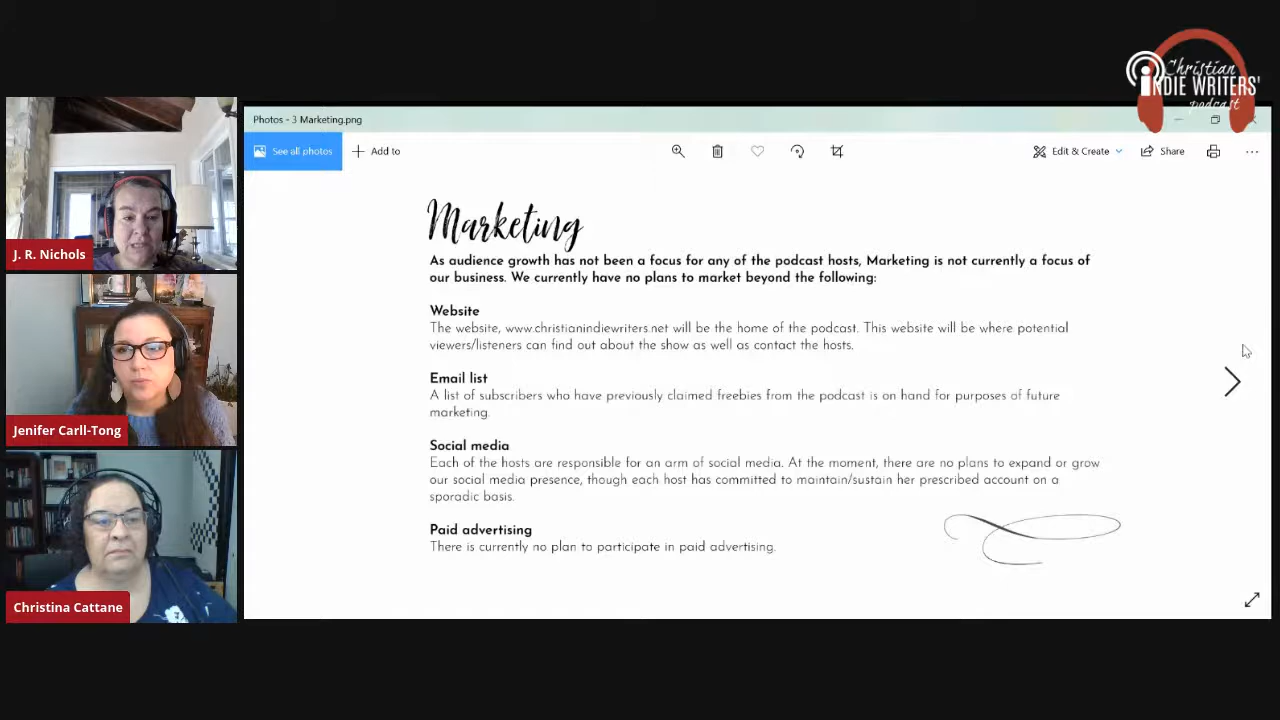 Christian
INDIE WRITERS'
podcast
Photos - 3 Marketing.png
See all photos
Add to
Edit & Create
Share
Marketing
As audience growth has not been a focus for any of the podcast hosts, Marketing is not currently a focus of
our business. We currently have no plans to market beyond the following:
Website
The website, www.christianindiewriters.net will be the home of the podcast. This website will be where potential
viewers/listeners can find out about the show as well as contact the hosts.
Email list
A list of subscribers who have previously claimed freebies from the podcast is on hand for purposes of future
marketing.
Social media
Each of the hosts are responsible for an arm of social media. At the moment, there are no plans to expand or grow
our social media presence, though each host has committed to maintain/sustain her prescribed account on a
sporadic basis.
Paid advertising
There is currently no plan to participate in paid advertising.
J. R. Nichols
Jenifer Carll-Tong
Christina Cattane